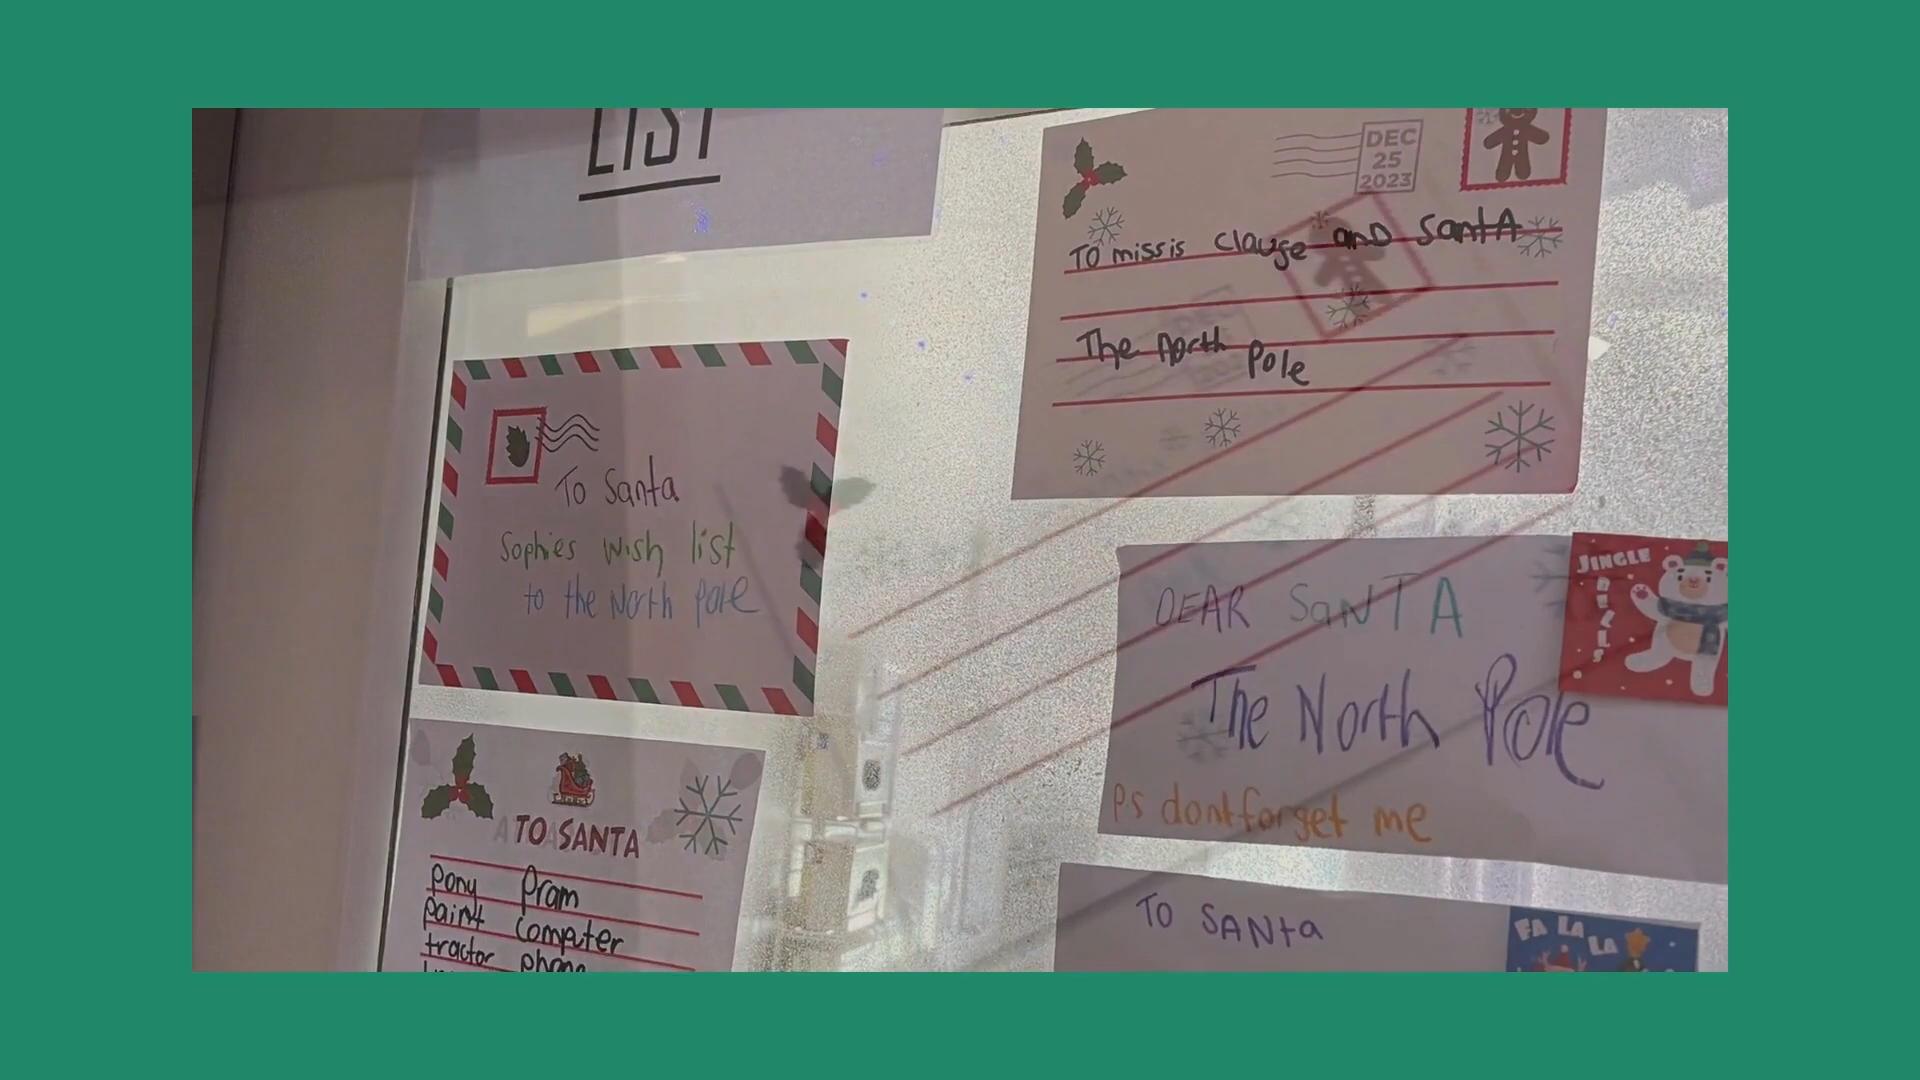 LIST
To Santa
Sophies wish list
to the North Pole
TO SANTA
Pony Pram
Paint Computer
tractor phone
DEC
25
2023
To missis Clause and SantA
The North Pole
JINGLE
BELLS
DEAR SaNTA
The North Pole
Ps dont forget me
TO SANta
FA LA
LA